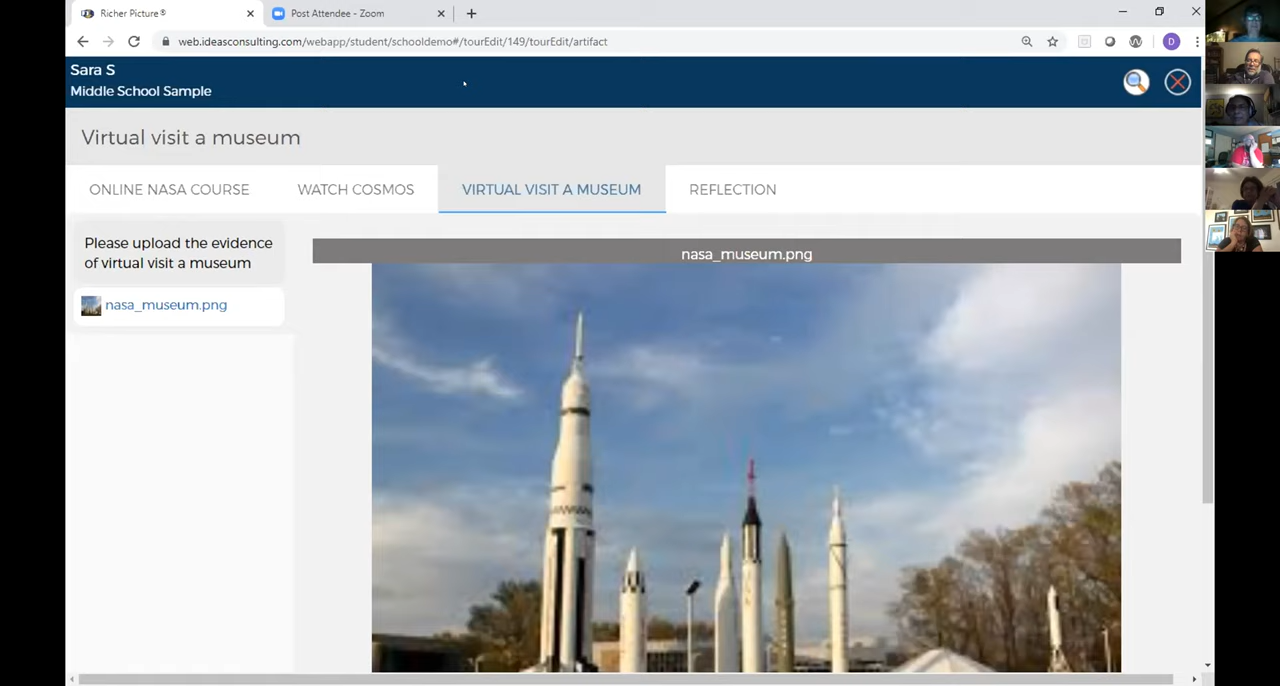 Richer Picture®
Post Attendee - Zoom
web.ideasconsulting.com/webapp/student/schooldemo#/tourEdit/149/tourEdit/artifact
D
Sara S
Middle School Sample
Virtual visit a museum
ONLINE NASA COURSE
WATCH COSMOS
VIRTUAL VISIT A MUSEUM
REFLECTION
Please upload the evidence
of virtual visit a museum
nasa_museum.png
nasa_museum.png